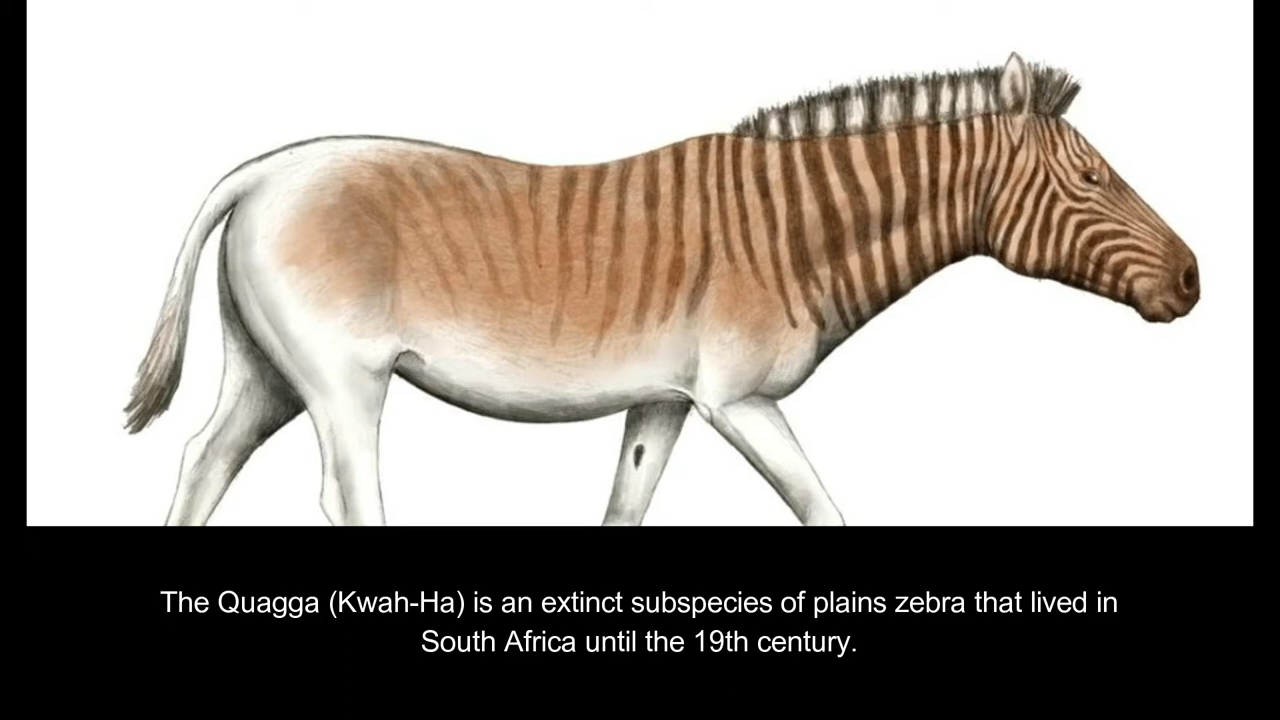 The Quagga (Kwah-Ha) is an extinct subspecies of plains zebra that lived in
South Africa until the 19th century.